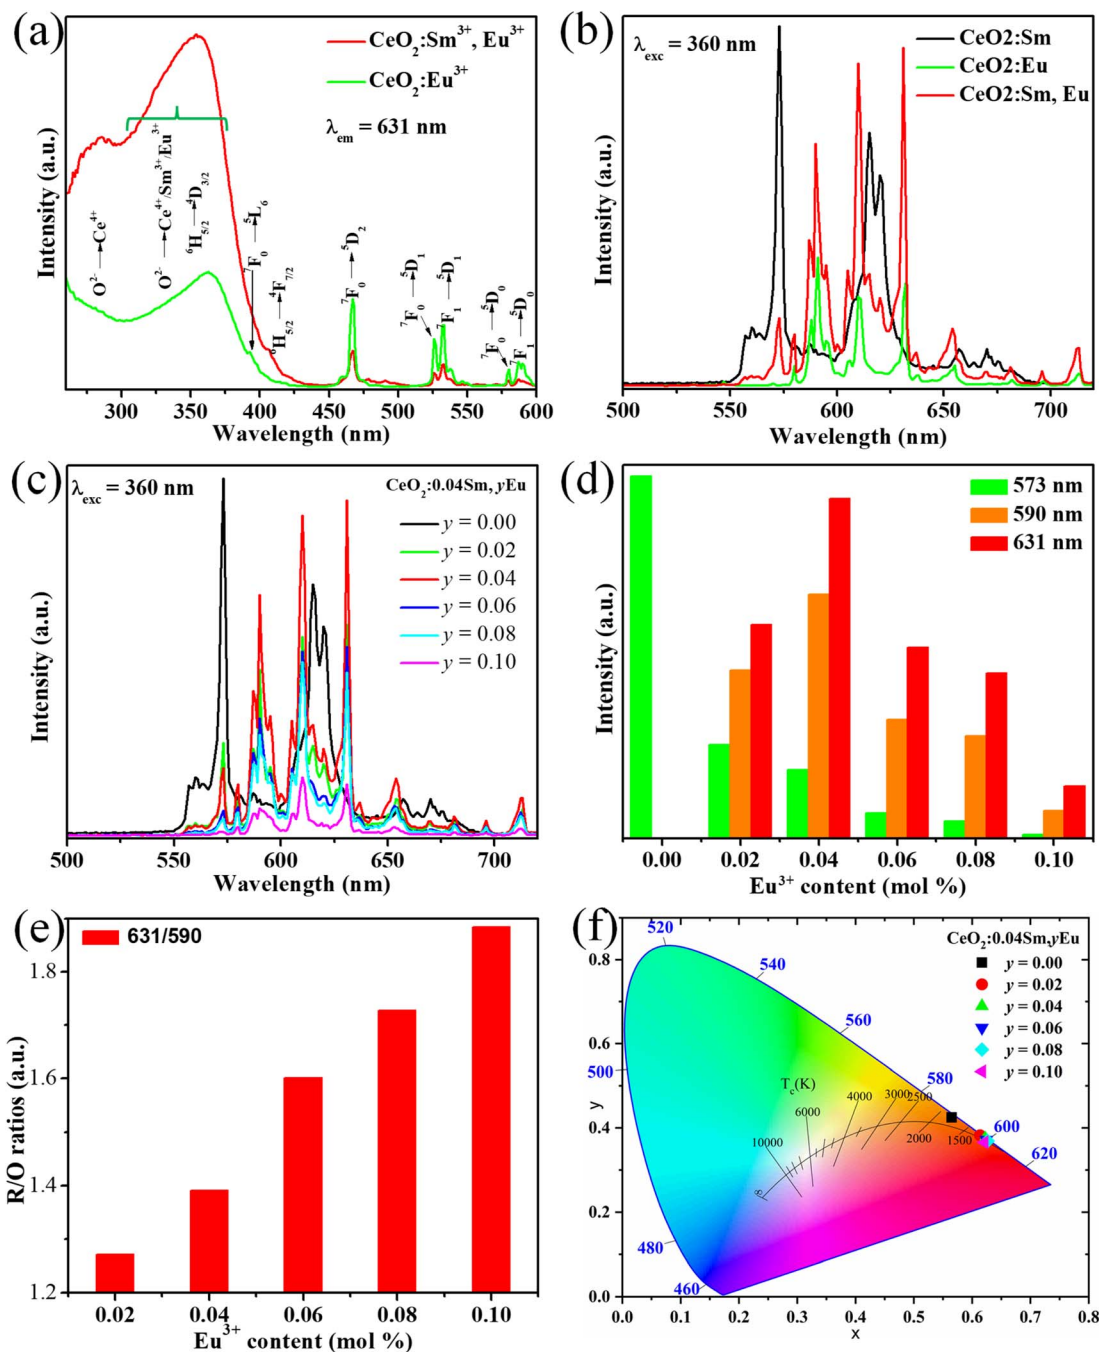 (a)
CeO₂:Sm³⁺, Eu³⁺
CeO₂:Eu³⁺
λem = 631 nm
O²⁻ → Ce⁴⁺
O²⁻ → Ce⁴⁺/Sm³⁺/Eu³⁺
⁶H₅/₂ → ⁴D₃/₂
⁷F₀ → ⁵L₆
⁶H₅/₂ → ⁴F₇/₂
⁷F₀ → ⁵D₂
⁷F₀ → ⁵D₁
⁷F₁ → ⁵D₁
⁷F₀ → ⁵D₀
⁷F₁ → ⁵D₀
Intensity (a.u.)
250 300 350 400 450 500 550 600
Wavelength (nm)
(b)
λexc = 360 nm
CeO2:Sm
CeO2:Eu
CeO2:Sm, Eu
Intensity (a.u.)
500 550 600 650 700
Wavelength (nm)
(c)
λexc = 360 nm
CeO₂:0.04Sm, yEu
y = 0.00
y = 0.02
y = 0.04
y = 0.06
y = 0.08
y = 0.10
Intensity (a.u.)
500 550 600 650 700
Wavelength (nm)
(d)
573 nm
590 nm
631 nm
Intensity (a.u.)
0.00 0.02 0.04 0.06 0.08 0.10
Eu³⁺ content (mol %)
(e)
631/590
R/O ratios (a.u.)
1.8
1.6
1.4
1.2
0.02 0.04 0.06 0.08 0.10
Eu³⁺ content (mol %)
(f)
CeO₂:0.04Sm,yEu
y = 0.00
y = 0.02
y = 0.04
y = 0.06
y = 0.08
y = 0.10
520
540
560
580
600
620
500
480
460
Tc(K)
10000
6000
4000
3000
2500
2000
1500
∞
y
0.8
0.6
0.4
0.2
0.0
0.0 0.1 0.2 0.3 0.4 0.5 0.6 0.7 0.8
x